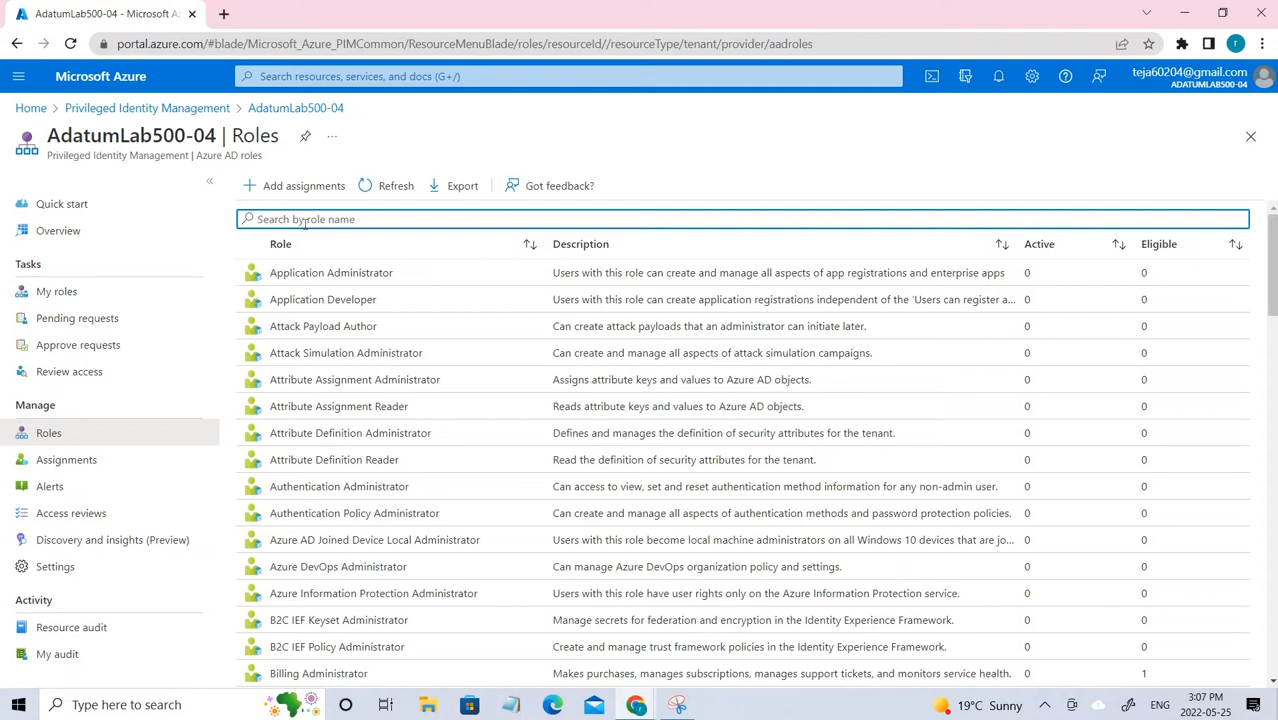 AdatumLab500-04 - Microsoft Az
portal.azure.com/#blade/Microsoft_Azure_PIMCommon/ResourceMenuBlade/roles/resourceId//resourceType/tenant/provider/aadroles
Microsoft Azure
Search resources, services, and docs (G+/)
teja60204@gmail.com
ADATUMLAB500-04
Home > Privileged Identity Management > AdatumLab500-04
AdatumLab500-04 | Roles
Privileged Identity Management | Azure AD roles
Quick start
Overview
Tasks
My roles
Pending requests
Approve requests
Review access
Manage
Roles
Assignments
Alerts
Access reviews
Discovery and insights (Preview)
Settings
Activity
Resource audit
My audit
Add assignments Refresh Export Got feedback?
Search by role name
Role Description Active Eligible
Application Administrator Users with this role can create and manage all aspects of app registrations and enterprise apps 0 0
Application Developer Users with this role can create application registrations independent of the 'Users can register a... 0 0
Attack Payload Author Can create attack payloads that an administrator can initiate later. 0 0
Attack Simulation Administrator Can create and manage all aspects of attack simulation campaigns. 0 0
Attribute Assignment Administrator Assigns attribute keys and values to Azure AD objects. 0 0
Attribute Assignment Reader Reads attribute keys and values to Azure AD objects. 0 0
Attribute Definition Administrator Defines and manages the definition of security attributes for the tenant. 0 0
Attribute Definition Reader Read the definition of security attributes for the tenant. 0 0
Authentication Administrator Can access to view, set and reset authentication method information for any non-admin user. 0 0
Authentication Policy Administrator Can create and manage all aspects of authentication methods and password protection policies. 0 0
Azure AD Joined Device Local Administrator Users with this role become local machine administrators on all Windows 10 devices that are jo... 0 0
Azure DevOps Administrator Can manage Azure DevOps organization policy and settings. 0 0
Azure Information Protection Administrator Users with this role have user rights only on the Azure Information Protection service. 0 0
B2C IEF Keyset Administrator Manage secrets for federation and encryption in the Identity Experience Framework. 0 0
B2C IEF Policy Administrator Create and manage trust framework policies in the Identity Experience Framework. 0 0
Billing Administrator Makes purchases, manages subscriptions, manages support tickets, and monitors service health. 0 1
Type here to search
19°C Sunny
ENG
3:07 PM
2022-05-25